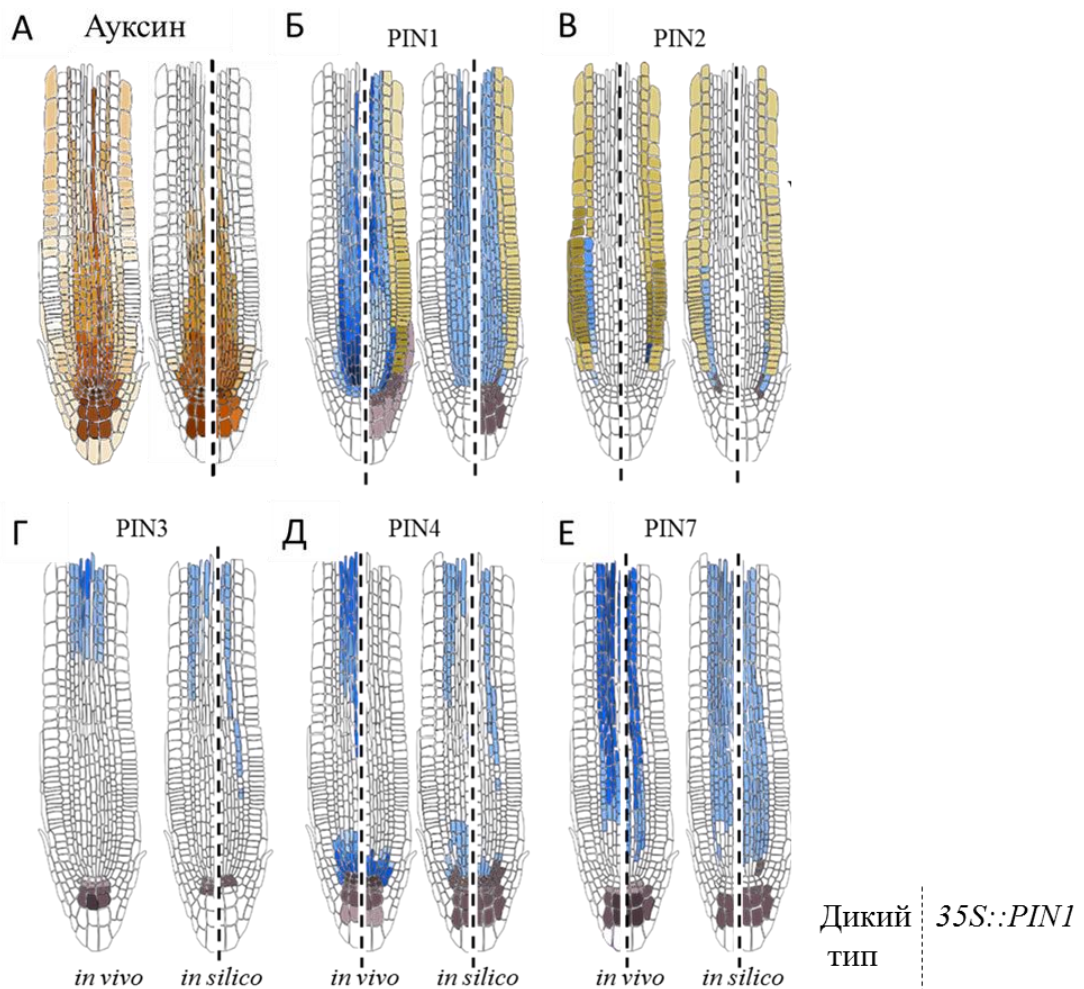 А Ауксин
Б PIN1
В PIN2
Г PIN3
Д PIN4
Е PIN7
in vivo in silico
in vivo in silico
in vivo in silico
Дикий тип
35S::PIN1